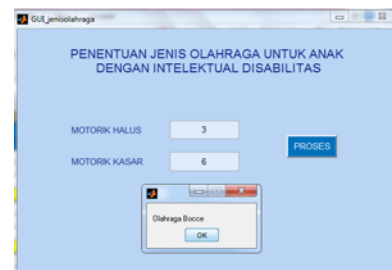 GUI_jenisolahraga
PENENTUAN JENIS OLAHRAGA UNTUK ANAK
DENGAN INTELEKTUAL DISABILITAS
MOTORIK HALUS 3
PROSES
MOTORIK KASAR 6
Olahraga Bocce
OK